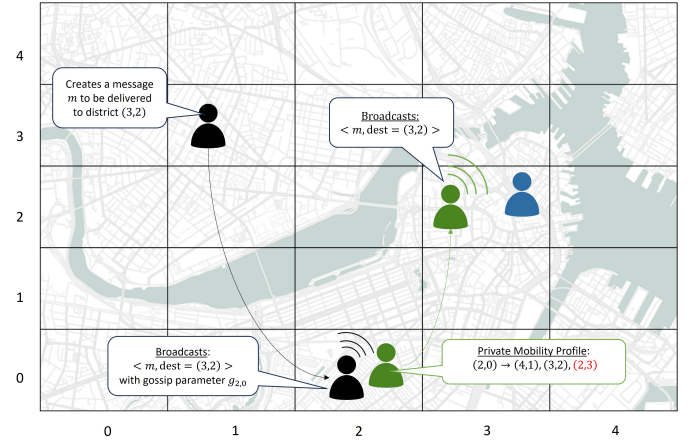 4
Creates a message
m to be delivered
to district (3,2)
Broadcasts:
< m, dest = (3,2) >
3
2
1
Broadcasts:
< m, dest = (3,2) >
with gossip parameter g₂,₀
Private Mobility Profile:
(2,0) → (4,1), (3,2), (2,3)
0
0 1 2 3 4